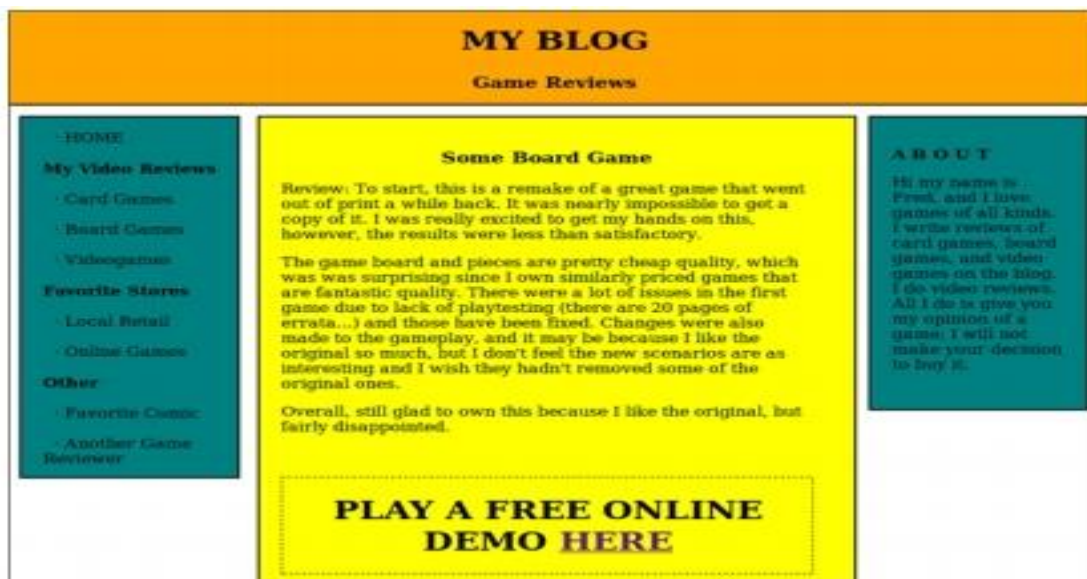 MY BLOG
Game Reviews
· HOME
My Video Reviews
· Card Games
· Board Games
· Videogames
Favorite Stores
· Local Retail
· Online Games
Other
· Favorite Comic
· Another Game
Reviewer
Some Board Game
Review: To start, this is a remake of a great game that went
out of print a while back. It was nearly impossible to get a
copy of it. I was really excited to get my hands on this,
however, the results were less than satisfactory.
The game board and pieces are pretty cheap quality, which
was was surprising since I own similarly priced games that
are fantastic quality. There were a lot of issues in the first
game due to lack of playtesting (there are 20 pages of
errata...) and those have been fixed. Changes were also
made to the gameplay, and it may be because I like the
original so much, but I don't feel the new scenarios are as
interesting and I wish they hadn't removed some of the
original ones.
Overall, still glad to own this because I like the original, but
fairly disappointed.
PLAY A FREE ONLINE
DEMO HERE
A B O U T
Hi my name is
Fred, and I love
games of all kinds.
I write reviews of
card games, board
games, and video
games on the blog.
I do video reviews.
All I do is give you
my opinion of a
game; I will not
make your decision
to buy it.